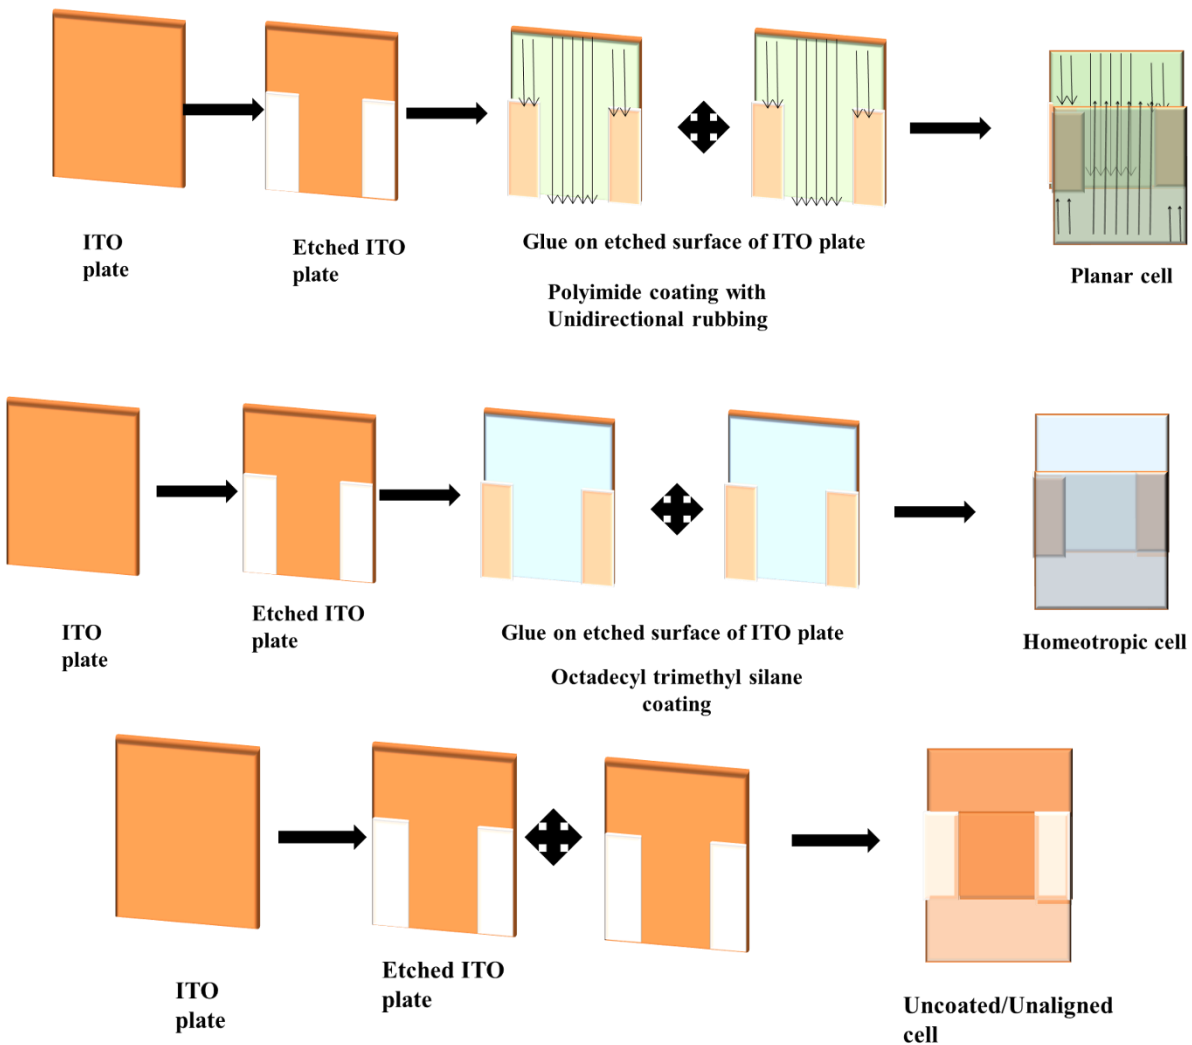 ITO
plate
Etched ITO
plate
Glue on etched surface of ITO plate
Polyimide coating with
Unidirectional rubbing
Planar cell
ITO
plate
Etched ITO
plate
Glue on etched surface of ITO plate
Octadecyl trimethyl silane
coating
Homeotropic cell
ITO
plate
Etched ITO
plate
Uncoated/Unaligned
cell